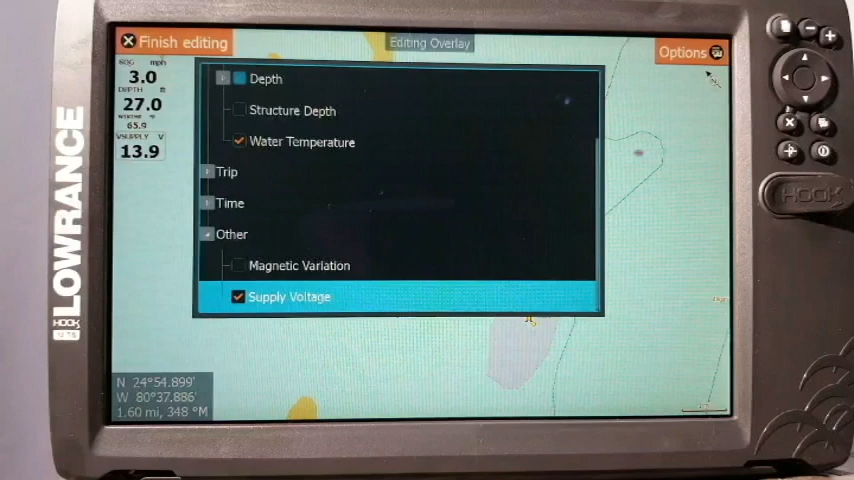 Finish editing
Editing Overlay
Options
SOG mph
3.0
DEPTH ft
27.0
65.9
VSUPPLY V
13.9
Depth
Structure Depth
Water Temperature
Trip
Time
Other
Magnetic Variation
Supply Voltage
N 24°54.899'
W 80°37.886'
1.60 mi, 348 °M
LOWRANCE
HOOK
HOOK